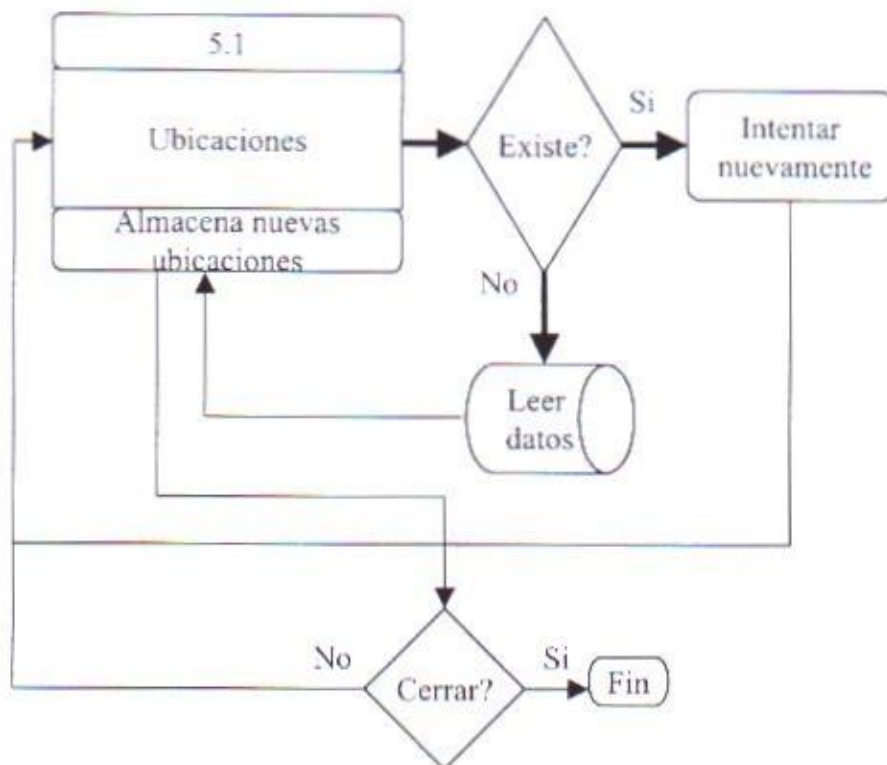 5.1
Ubicaciones
Almacena nuevas
ubicaciones
Existe?
Si
Intentar
nuevamente
No
Leer
datos
No
Cerrar?
Si
Fin